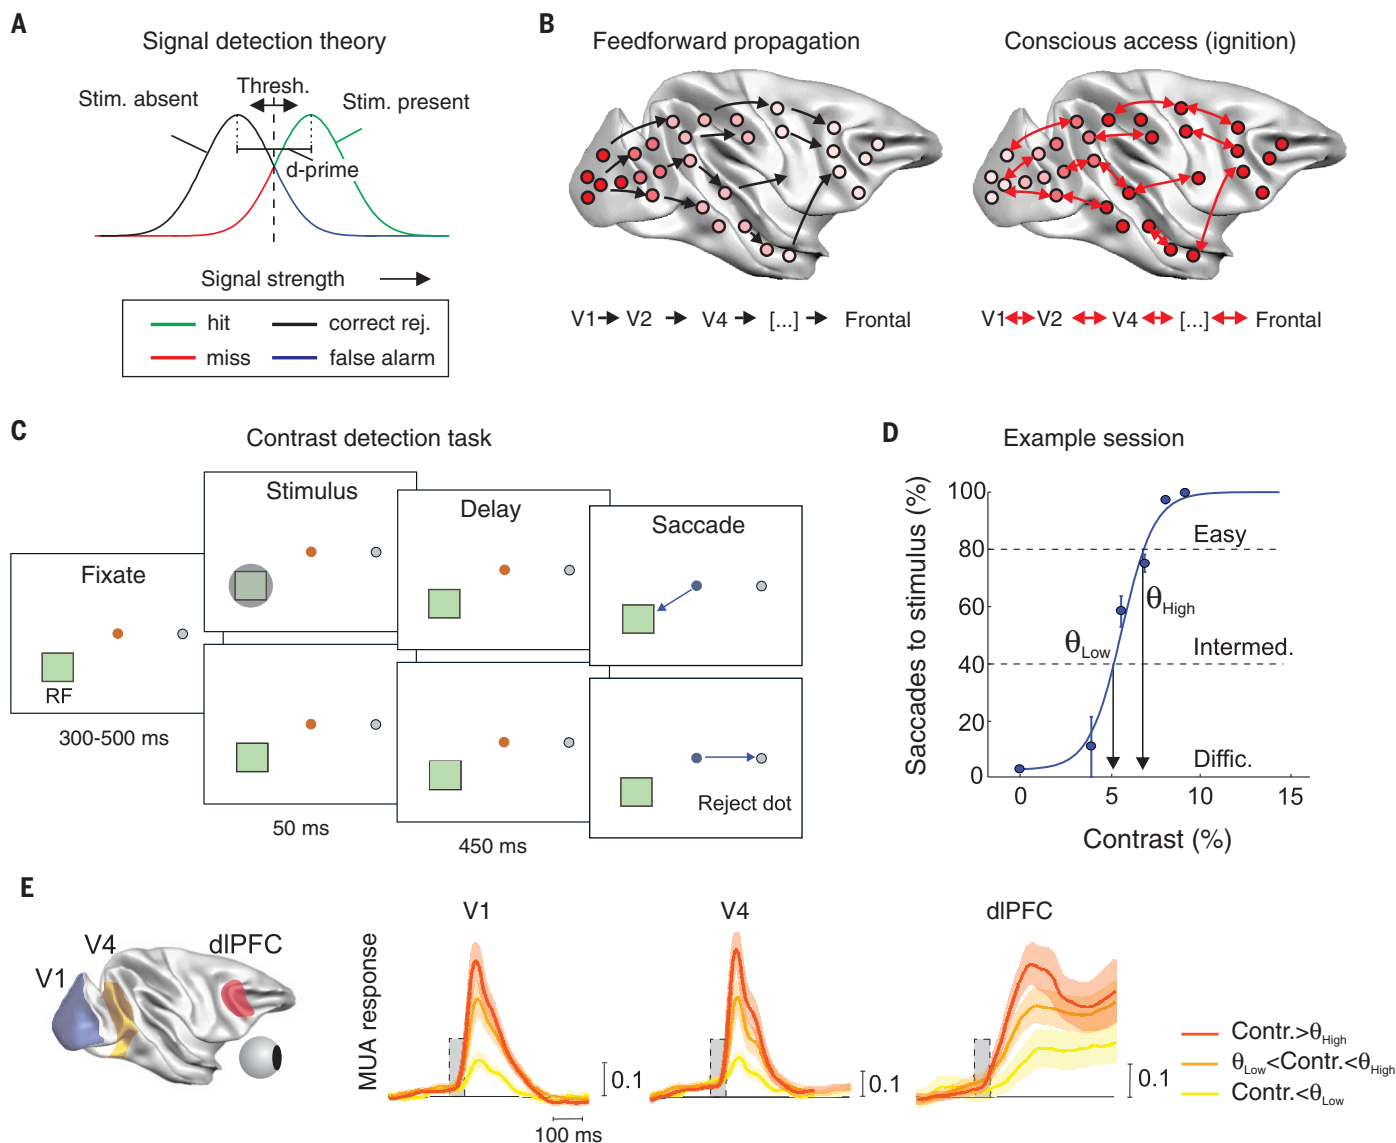 A
Signal detection theory
Thresh.
Stim. absent
Stim. present
d-prime
Signal strength
hit
correct rej.
miss
false alarm
B
Feedforward propagation
Conscious access (ignition)
V1 V2 V4 [...] Frontal
V1 V2 V4 [...] Frontal
C
Contrast detection task
Fixate
RF
300-500 ms
Stimulus
50 ms
Delay
450 ms
Saccade
Reject dot
D
Example session
Saccades to stimulus (%)
100
80
60
40
20
0
Easy
θHigh
θLow
Intermed.
Diffic.
0 5 10 15
Contrast (%)
E
V1
V4
dlPFC
MUA response
V1
0.1
100 ms
V4
0.1
dlPFC
0.1
Contr.>θHigh
θLow<Contr.<θHigh
Contr.<θLow